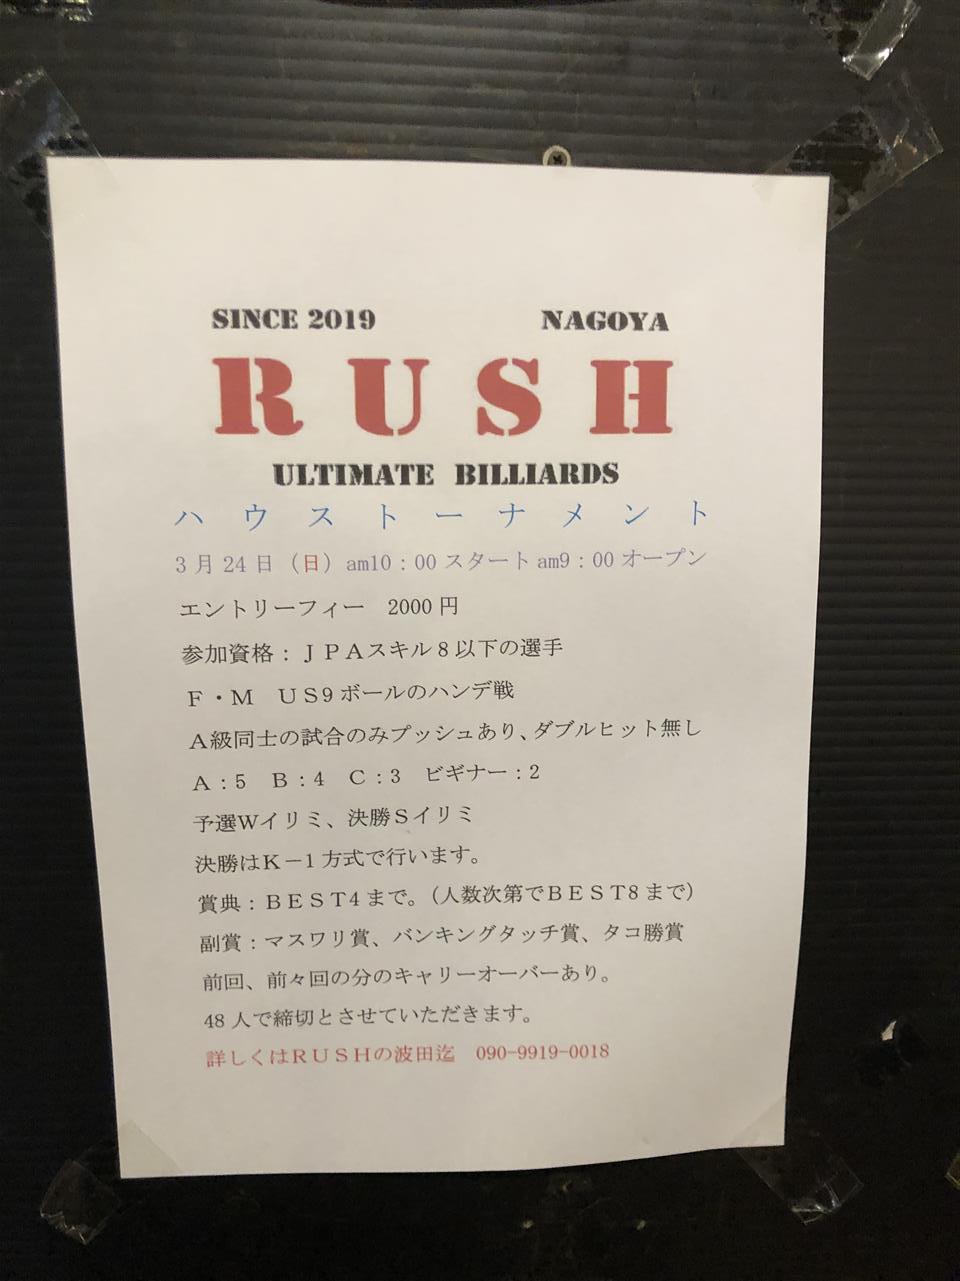 SINCE 2019 NAGOYA
RUSH
ULTIMATE BILLIARDS
ハウストーナメント
3月24日（日）am10：00スタートam9：00オープン
エントリーフィー　2000円
参加資格：ＪＰＡスキル８以下の選手
Ｆ・Ｍ　ＵＳ9ボールのハンデ戦
Ａ級同士の試合のみプッシュあり、ダブルヒット無し
Ａ：5　Ｂ：4　Ｃ：3　ビギナー：2
予選Ｗイリミ、決勝Ｓイリミ
決勝はＫ－1方式で行います。
賞典：ＢＥＳＴ4まで。（人数次第でＢＥＳＴ8まで）
副賞：マスワリ賞、バンキングタッチ賞、タコ勝賞
前回、前々回の分のキャリーオーバーあり。
48人で締切とさせていただきます。
詳しくはＲＵＳＨの波田迄　090-9919-0018